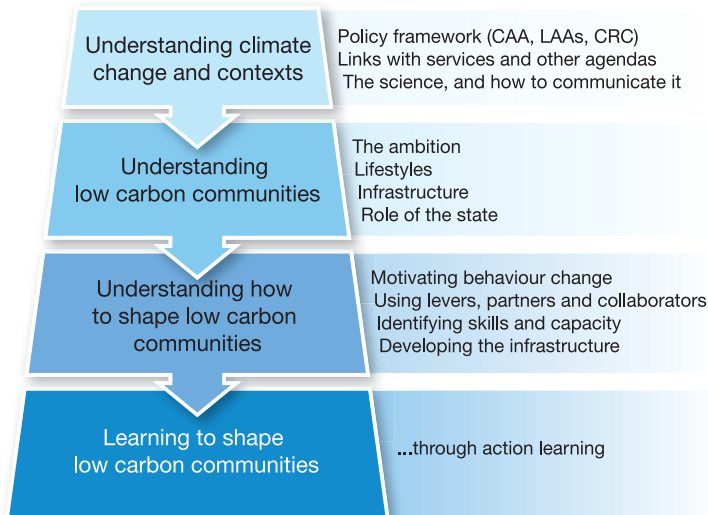 Understanding climate
change and contexts
Policy framework (CAA, LAAs, CRC)
Links with services and other agendas
The science, and how to communicate it
Understanding
low carbon communities
The ambition
Lifestyles
Infrastructure
Role of the state
Understanding how
to shape low carbon
communities
Motivating behaviour change
Using levers, partners and collaborators
Identifying skills and capacity
Developing the infrastructure
Learning to shape
low carbon communities
...through action learning